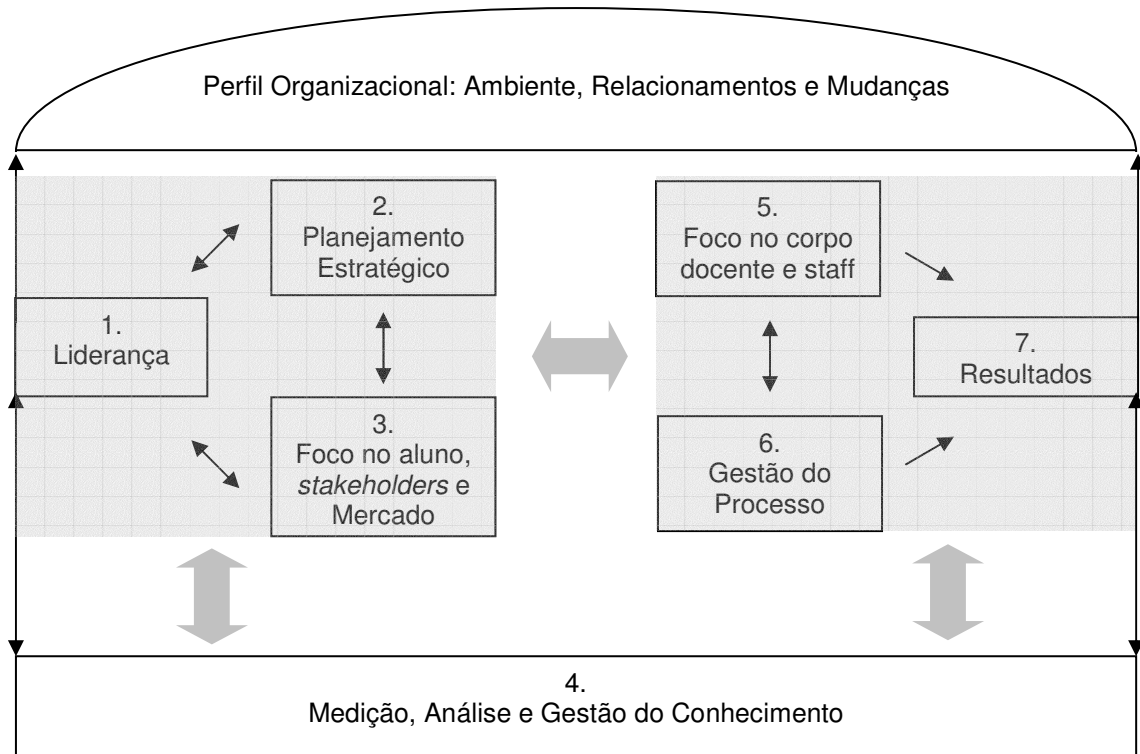 Perfil Organizacional: Ambiente, Relacionamentos e Mudanças
1.
Liderança
2.
Planejamento
Estratégico
3.
Foco no aluno,
stakeholders e
Mercado
5.
Foco no corpo
docente e staff
6.
Gestão do
Processo
7.
Resultados
4.
Medição, Análise e Gestão do Conhecimento